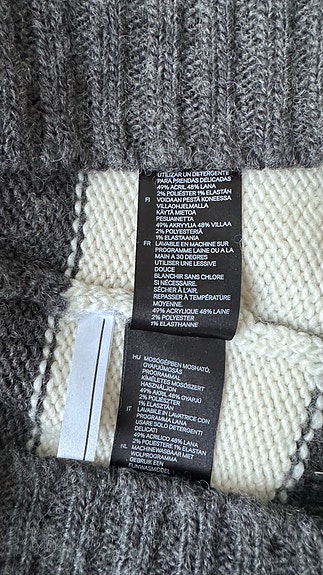 UTILIZAR UN DETERGENTE
PARA PRENDAS DELICADAS
49% ACRIL 48% LANA
2% POLIÉSTER 1% ELASTÁN
FI VOIDAAN PESTÄ KONEESSA
VILLAOHJELMALLA
KÄYTÄ MIETOA
PESUAINETTA
49% AKRYYLIA 48% VILLAA
2% POLYESTERIÄ
1% ELASTAANIA
FR LAVABLE EN MACHINE SUR
PROGRAMME LAINE OU A LA
MAIN A 30 DEGRES
UTILISER UNE LESSIVE
DOUCE
BLANCHIR SANS CHLORE
SI NÉCESSAIRE.
SÉCHER À L'AIR.
REPASSER À TEMPÉRATURE
MOYENNE.
49% ACRYLIQUE 48% LAINE
2% POLYESTER
1% ELASTHANNE
HU MOSÓGÉPBEN MOSHATÓ,
GYAPJÚMOSÁS
PROGRAMMAL
KÍMÉLETES MOSÓSZERT
HASZNÁLJON
49% AKRIL 48% GYAPJÚ
2% POLIÉSZTER
1% ELASZTÁN
IT LAVABILE IN LAVATRICE CON
PROGRAMMA LANA
USARE SOLO DETERGENTI
DELICATI
49% ACRILICO 48% LANA
2% POLIESTERE 1% ELASTAN
NL MACHINEWASBAAR MET
WOLPROGRAMMA
GEBRUIK EEN
FIJNWASMIDDEL